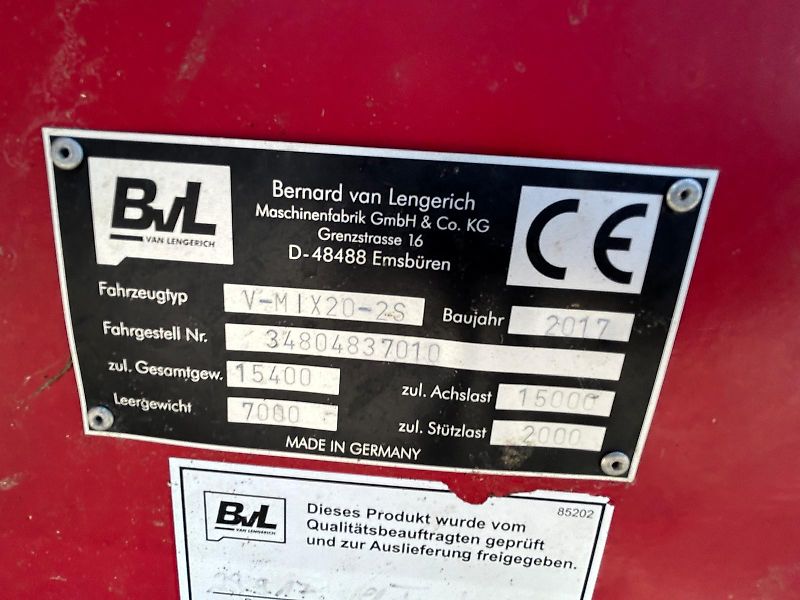 BvL
VAN LENGERICH
Bernard van Lengerich
Maschinenfabrik GmbH & Co. KG
Grenzstrasse 16
D-48488 Emsbüren
CE
Fahrzeugtyp V-MIX20-2S Baujahr 2017
Fahrgestell Nr. 34804837010
zul. Gesamtgew. 15400 zul. Achslast 15000
Leergewicht 7000 zul. Stützlast 2000
MADE IN GERMANY
BvL
VAN LENGERICH
Dieses Produkt wurde vom
Qualitätsbeauftragten geprüft
und zur Auslieferung freigegeben.
85202